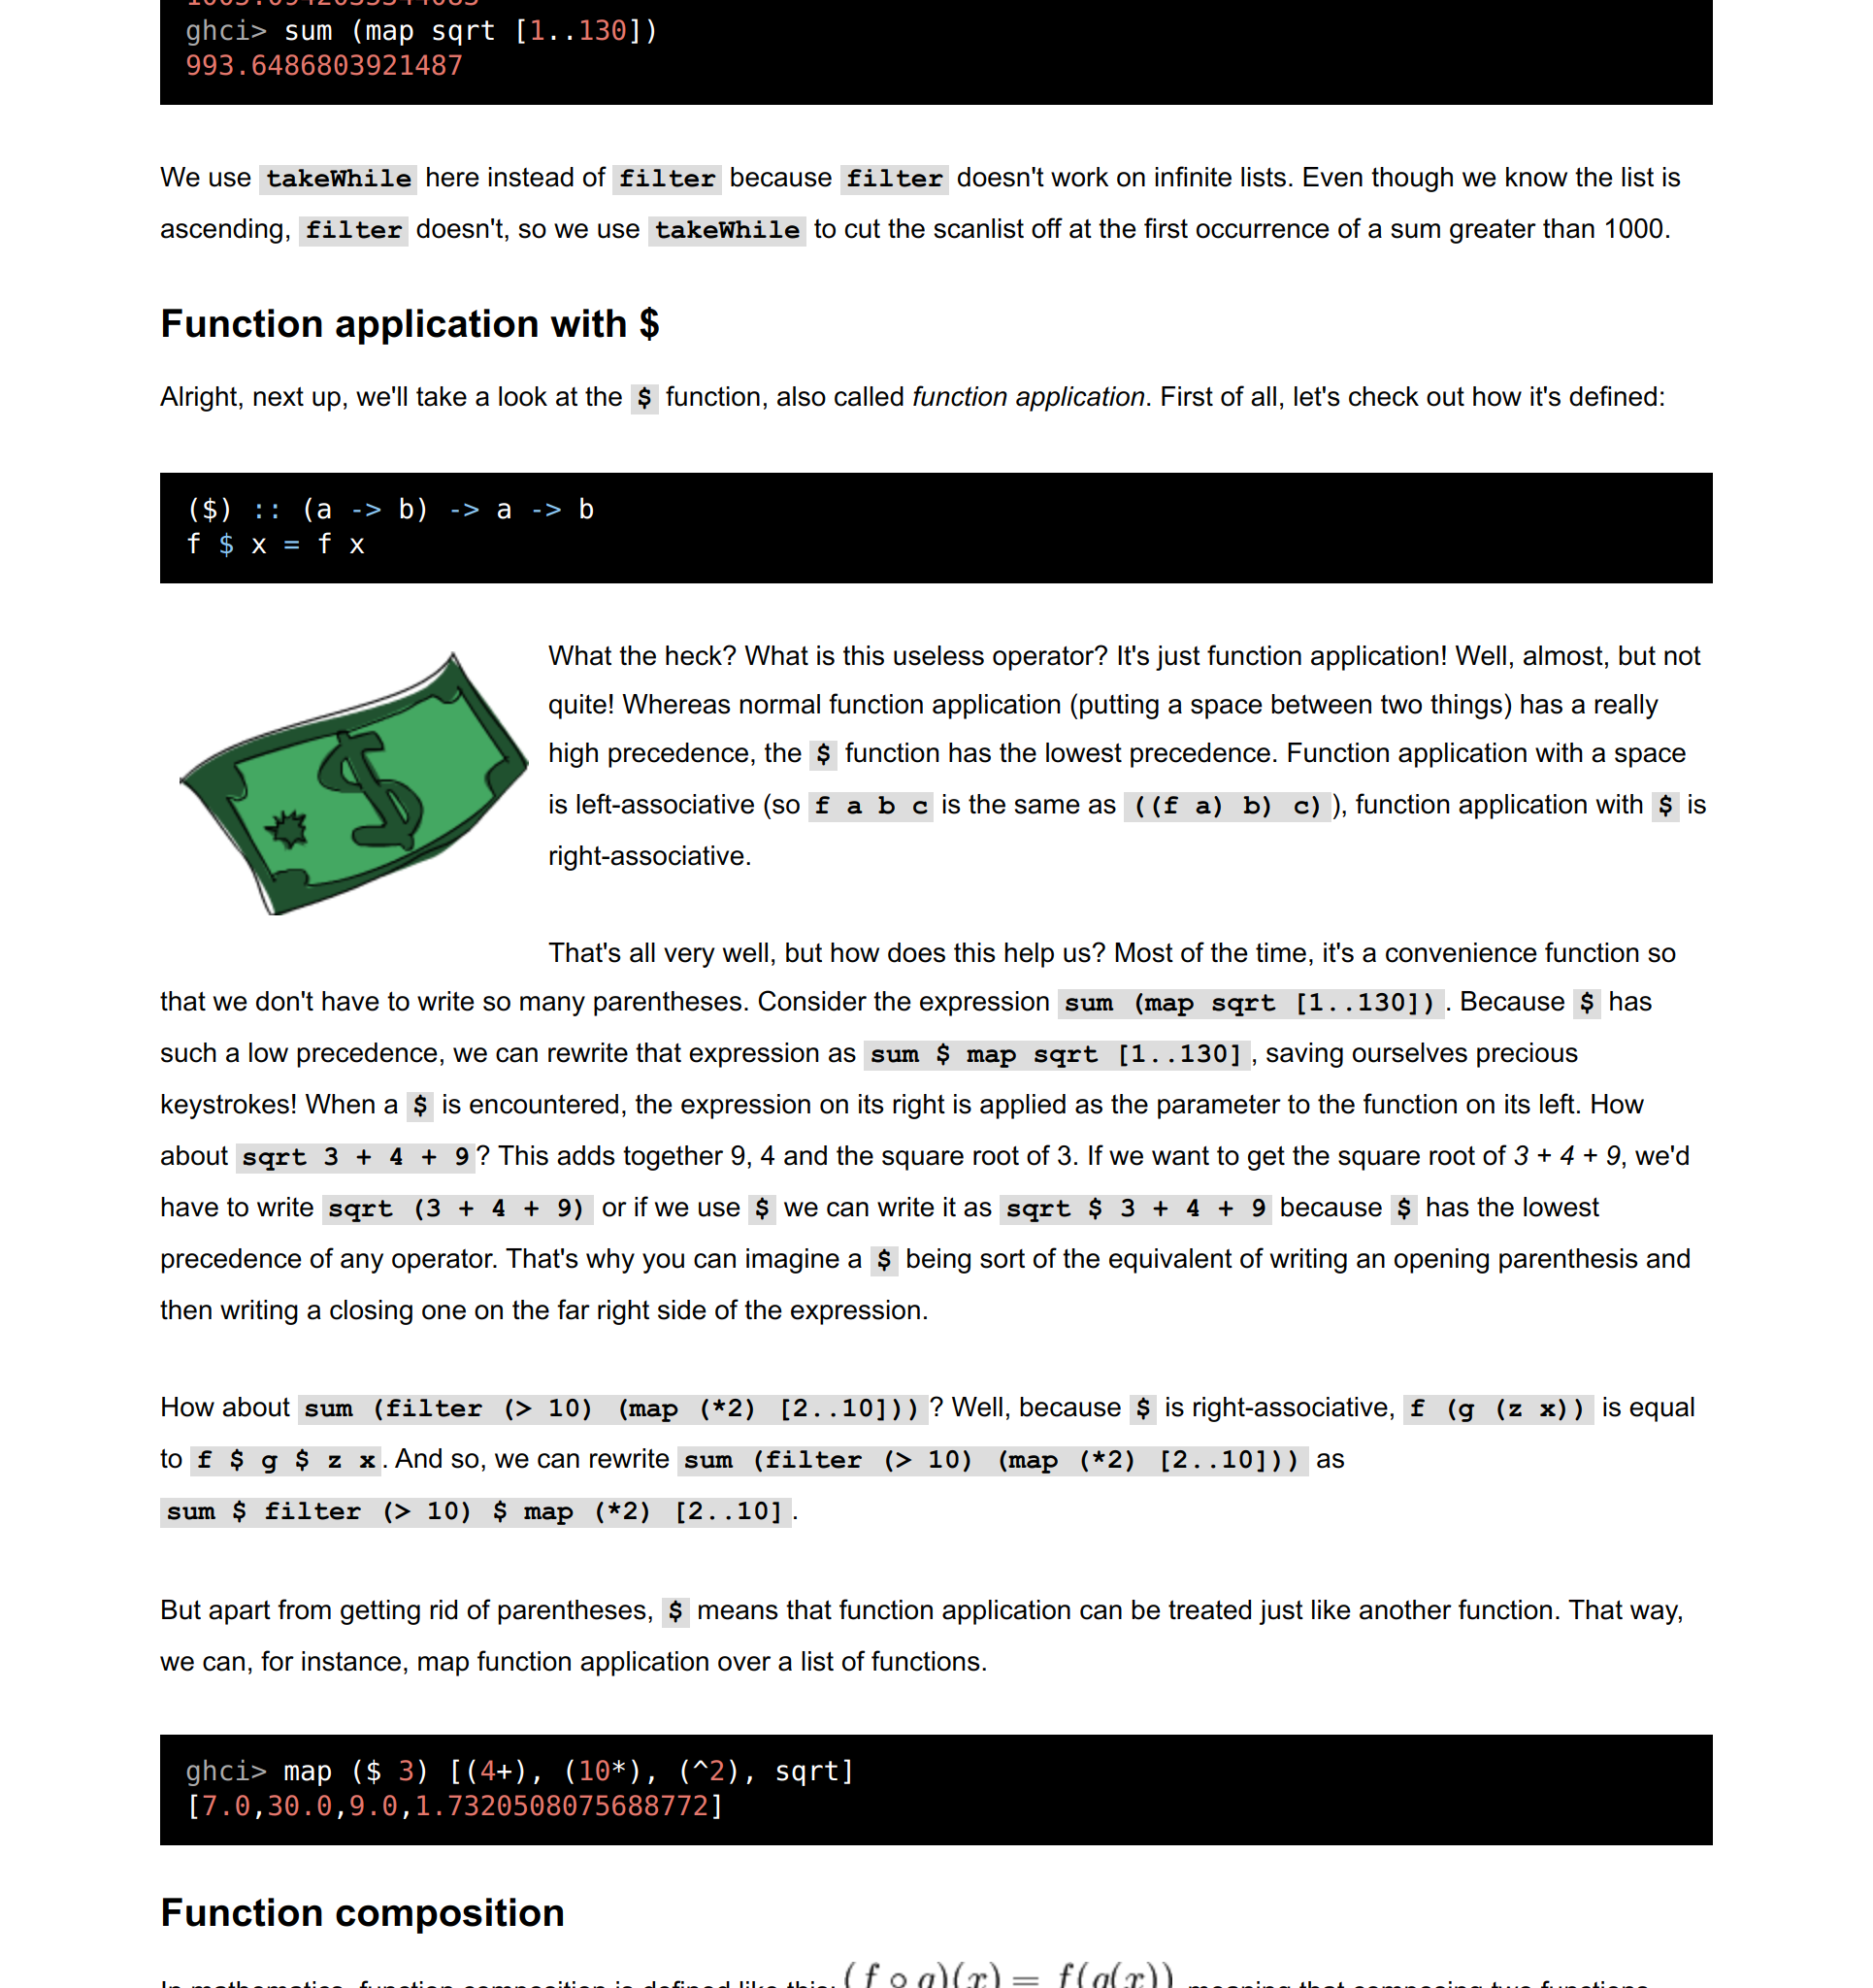 ghci> sum (map sqrt [1..130])
993.6486803921487
We use takeWhile here instead of filter because filter doesn't work on infinite lists. Even though we know the list is
ascending, filter doesn't, so we use takeWhile to cut the scanlist off at the first occurrence of a sum greater than 1000.
Function application with $
Alright, next up, we'll take a look at the $ function, also called function application. First of all, let's check out how it's defined:
($) :: (a -> b) -> a -> b
f $ x = f x
What the heck? What is this useless operator? It's just function application! Well, almost, but not
quite! Whereas normal function application (putting a space between two things) has a really
high precedence, the $ function has the lowest precedence. Function application with a space
is left-associative (so f a b c is the same as ((f a) b) c)), function application with $ is
right-associative.
That's all very well, but how does this help us? Most of the time, it's a convenience function so
that we don't have to write so many parentheses. Consider the expression sum (map sqrt [1..130]). Because $ has
such a low precedence, we can rewrite that expression as sum $ map sqrt [1..130], saving ourselves precious
keystrokes! When a $ is encountered, the expression on its right is applied as the parameter to the function on its left. How
about sqrt 3 + 4 + 9? This adds together 9, 4 and the square root of 3. If we want to get the square root of 3 + 4 + 9, we'd
have to write sqrt (3 + 4 + 9) or if we use $ we can write it as sqrt $ 3 + 4 + 9 because $ has the lowest
precedence of any operator. That's why you can imagine a $ being sort of the equivalent of writing an opening parenthesis and
then writing a closing one on the far right side of the expression.
How about sum (filter (> 10) (map (*2) [2..10]))? Well, because $ is right-associative, f (g (z x)) is equal
to f $ g $ z x. And so, we can rewrite sum (filter (> 10) (map (*2) [2..10])) as
sum $ filter (> 10) $ map (*2) [2..10].
But apart from getting rid of parentheses, $ means that function application can be treated just like another function. That way,
we can, for instance, map function application over a list of functions.
ghci> map ($ 3) [(4+), (10*), (^2), sqrt]
[7.0,30.0,9.0,1.7320508075688772]
Function composition
In mathematics, function composition is defined like this: (f ∘ g)(x) = f(g(x)), meaning that composing two functions